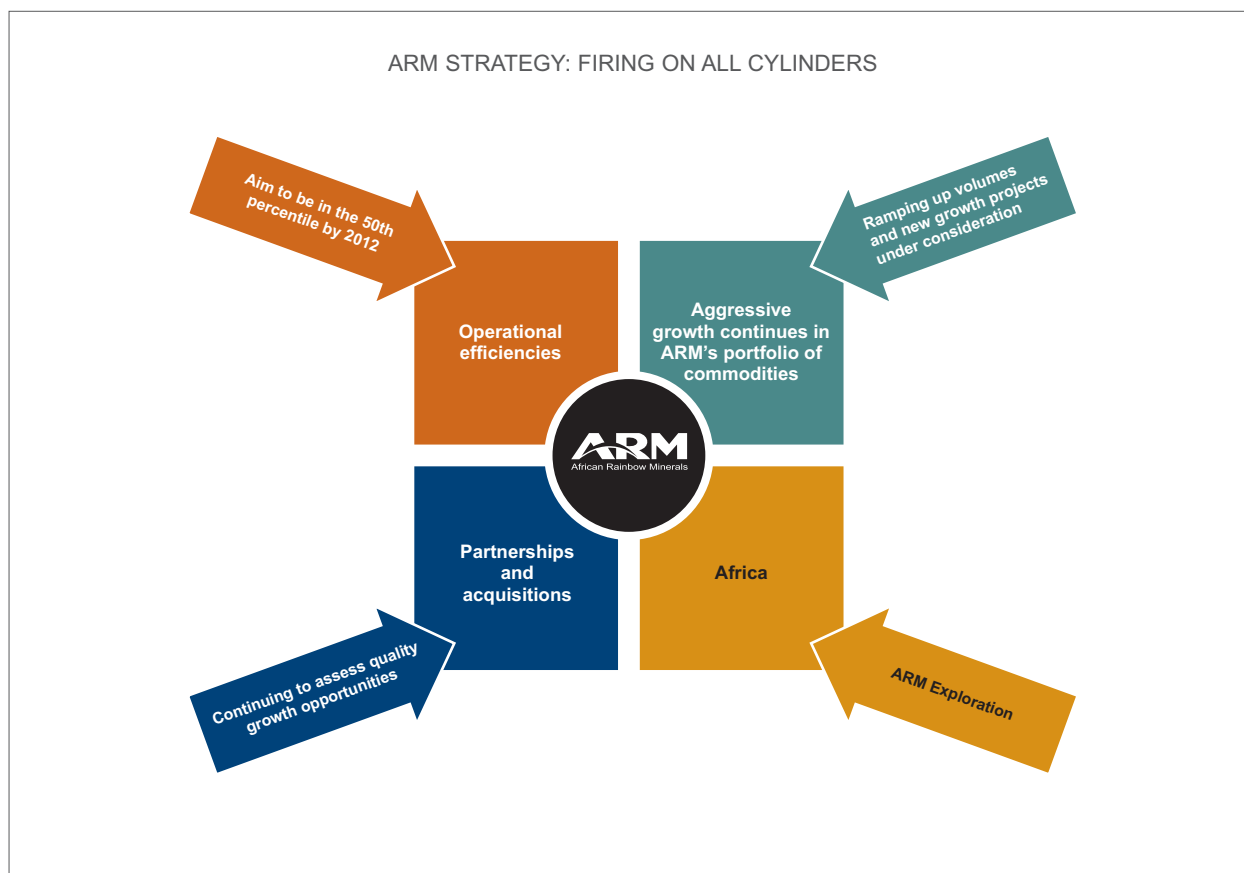 ARM STRATEGY: FIRING ON ALL CYLINDERS
Aim to be in the 50th
percentile by 2012
Ramping up volumes
and new growth projects
under consideration
Operational
efficiencies
Aggressive
growth continues in
ARM’s portfolio of
commodities
ARM
African Rainbow Minerals
Partnerships
and
acquisitions
Africa
Continuing to assess quality
growth opportunities
ARM Exploration